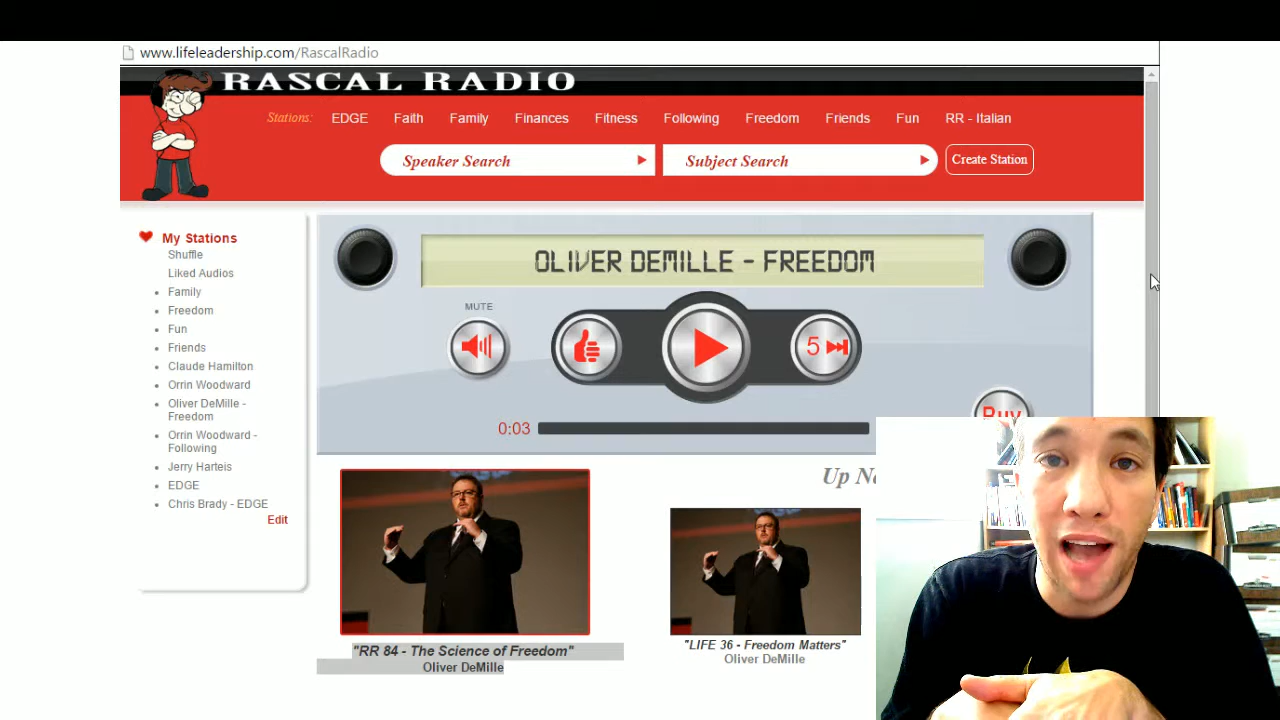 www.lifeleadership.com/RascalRadio
RASCAL RADIO
Stations: EDGE Faith Family Finances Fitness Following Freedom Friends Fun RR - Italian
Speaker Search Subject Search Create Station
My Stations
Shuffle
Liked Audios
Family
Freedom
Fun
Friends
Claude Hamilton
Orrin Woodward
Oliver DeMille -
Freedom
Orrin Woodward -
Following
Jerry Harteis
EDGE
Chris Brady - EDGE
Edit
OLIVER DEMILLE - FREEDOM
MUTE
5
Buy
0:03
Up
"RR 84 - The Science of Freedom"
Oliver DeMille
"LIFE 36 - Freedom Matters"
Oliver DeMille